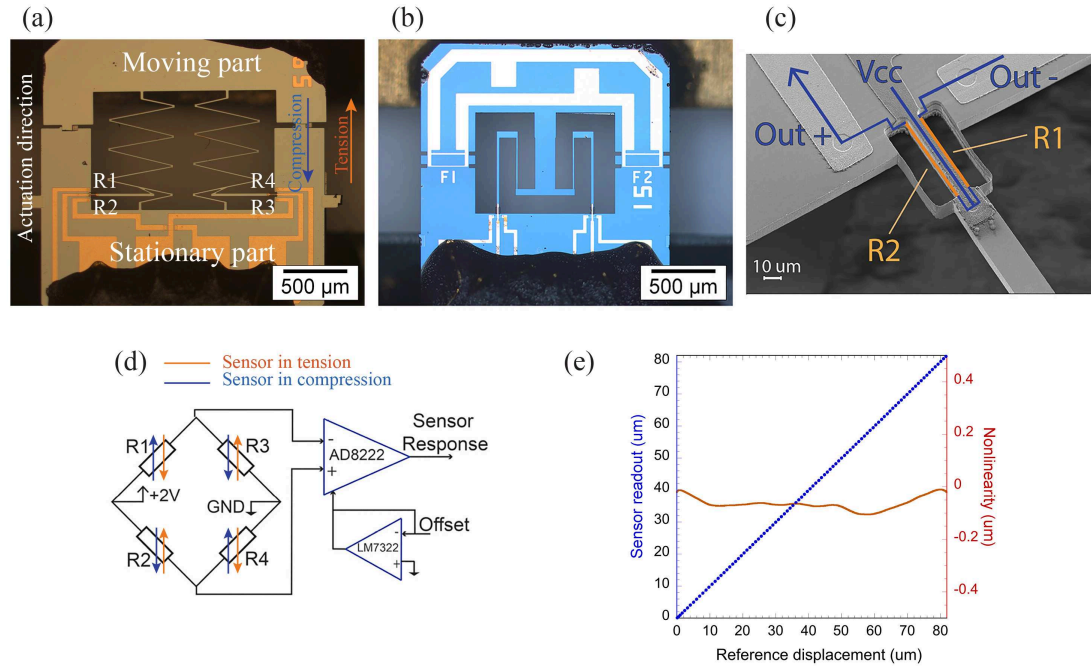 (a)
Moving part
Actuation direction
59
Compression
Tension
R1
R4
R2
R3
Stationary part
500 μm
(b)
F1
F2
159
500 μm
(c)
Vcc
Out -
Out +
R1
R2
10 um
(d)
Sensor in tension
Sensor in compression
R1
R3
+2V
GND
R2
R4
-
+
AD8222
Sensor
Response
Offset
LM7322
-
+
(e)
Sensor readout (um)
80
70
60
50
40
30
20
10
0
0.4
0.2
0
-0.2
-0.4
Nonlinearity (um)
0 10 20 30 40 50 60 70 80
Reference displacement (um)